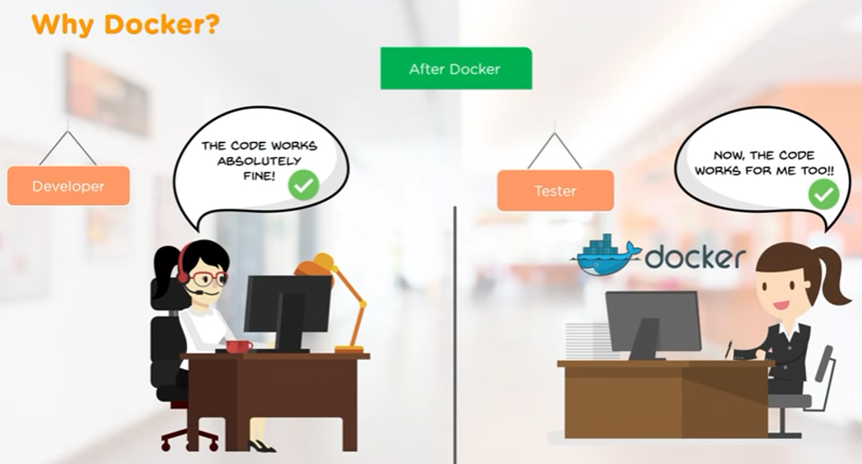 Why Docker?
After Docker
THE CODE WORKS
ABSOLUTELY
FINE!
Developer
NOW, THE CODE
WORKS FOR ME TOO!!
Tester
docker